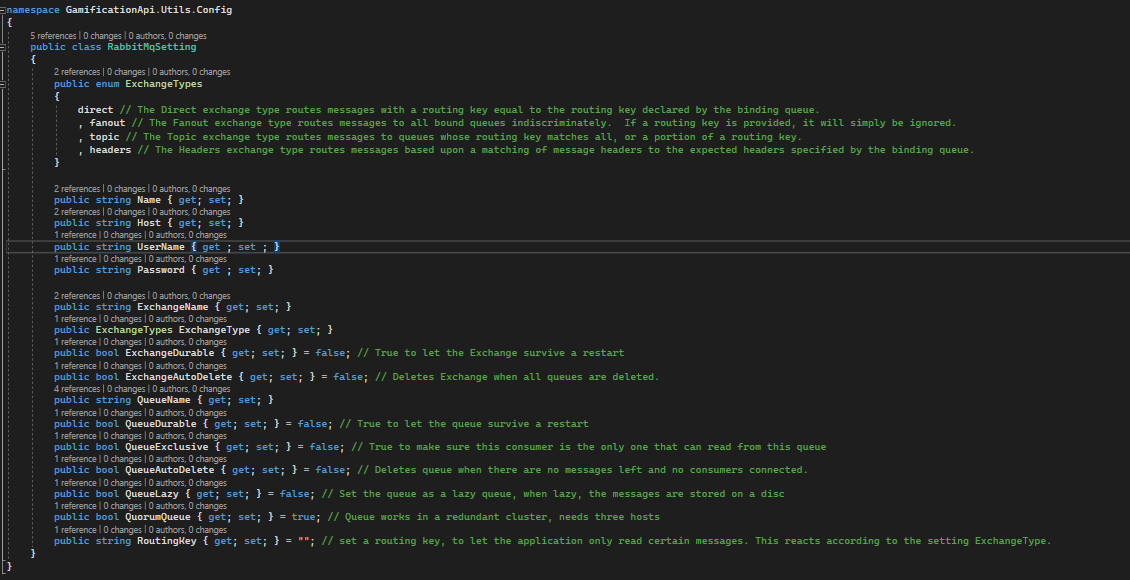 namespace GamificationApi.Utils.Config
{
5 references | 0 changes | 0 authors, 0 changes
public class RabbitMqSetting
{
2 references | 0 changes | 0 authors, 0 changes
public enum ExchangeTypes
{
direct // The Direct exchange type routes messages with a routing key equal to the routing key declared by the binding queue.
, fanout // The Fanout exchange type routes messages to all bound queues indiscriminately.  If a routing key is provided, it will simply be ignored.
, topic // The Topic exchange type routes messages to queues whose routing key matches all, or a portion of a routing key.
, headers // The Headers exchange type routes messages based upon a matching of message headers to the expected headers specified by the binding queue.
}
2 references | 0 changes | 0 authors, 0 changes
public string Name { get; set; }
2 references | 0 changes | 0 authors, 0 changes
public string Host { get; set; }
1 reference | 0 changes | 0 authors, 0 changes
public string UserName { get ; set ; }
1 reference | 0 changes | 0 authors, 0 changes
public string Password { get ; set; }
2 references | 0 changes | 0 authors, 0 changes
public string ExchangeName { get; set; }
1 reference | 0 changes | 0 authors, 0 changes
public ExchangeTypes ExchangeType { get; set; }
1 reference | 0 changes | 0 authors, 0 changes
public bool ExchangeDurable { get; set; } = false; // True to let the Exchange survive a restart
1 reference | 0 changes | 0 authors, 0 changes
public bool ExchangeAutoDelete { get; set; } = false; // Deletes Exchange when all queues are deleted.
4 references | 0 changes | 0 authors, 0 changes
public string QueueName { get; set; }
1 reference | 0 changes | 0 authors, 0 changes
public bool QueueDurable { get; set; } = false; // True to let the queue survive a restart
1 reference | 0 changes | 0 authors, 0 changes
public bool QueueExclusive { get; set; } = false; // True to make sure this consumer is the only one that can read from this queue
1 reference | 0 changes | 0 authors, 0 changes
public bool QueueAutoDelete { get; set; } = false; // Deletes queue when there are no messages left and no consumers connected.
1 reference | 0 changes | 0 authors, 0 changes
public bool QueueLazy { get; set; } = false; // Set the queue as a lazy queue, when lazy, the messages are stored on a disc
1 reference | 0 changes | 0 authors, 0 changes
public bool QuorumQueue { get; set; } = true; // Queue works in a redundant cluster, needs three hosts
1 reference | 0 changes | 0 authors, 0 changes
public string RoutingKey { get; set; } = ""; // set a routing key, to let the application only read certain messages. This reacts according to the setting ExchangeType.
}
}